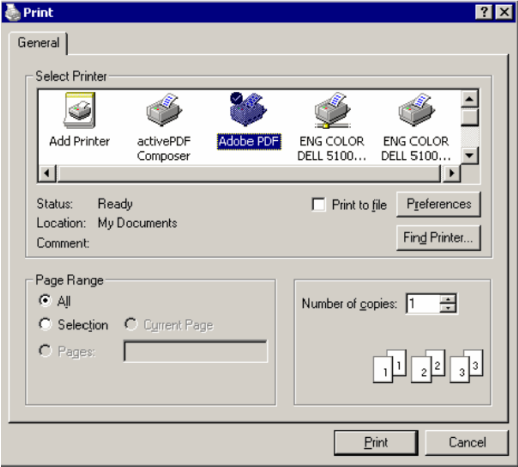 Print
General
Select Printer
Add Printer
activePDF
Composer
Adobe PDF
ENG COLOR
DELL 5100...
ENG COLOR
DELL 5100...
Status: Ready
Location: My Documents
Comment:
Print to file
Preferences
Find Printer...
Page Range
All
Selection
Current Page
Pages:
Number of copies: 1
1 1 2 2 3 3
Print
Cancel